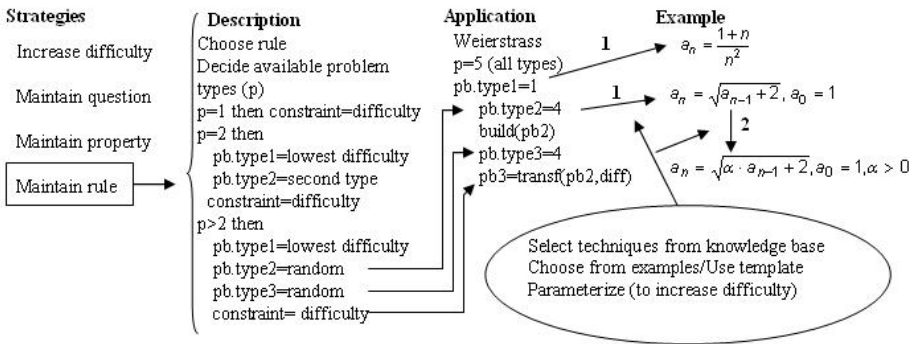 Strategies
Increase difficulty
Maintain question
Maintain property
Maintain rule
Description
Choose rule
Decide available problem
types (p)
p=1 then constraint=difficulty
p=2 then
pb.type1=lowest difficulty
pb.type2=second type
constraint=difficulty
p>2 then
pb.type1=lowest difficulty
pb.type2=random
pb.type3=random
constraint= difficulty
Application
Weierstrass
p=5 (all types)
pb.type1=1
pb.type2=4
build(pb2)
pb.type3=4
pb3=transf(pb2,diff)
Example
1
a_n = \frac{1+n}{n^2}
1
a_n = \sqrt{a_{n-1}+2}, a_0 = 1
2
a_n = \sqrt{α · a_{n-1}+2}, a_0 = 1, α > 0
Select techniques from knowledge base
Choose from examples/Use template
Parameterize (to increase difficulty)